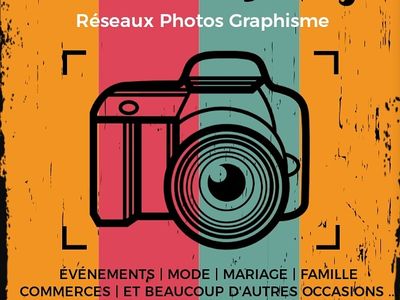 Réseaux Photos Graphisme
ÉVÉNEMENTS | MODE | MARIAGE | FAMILLE
COMMERCES | ET BEAUCOUP D'AUTRES OCCASIONS ..